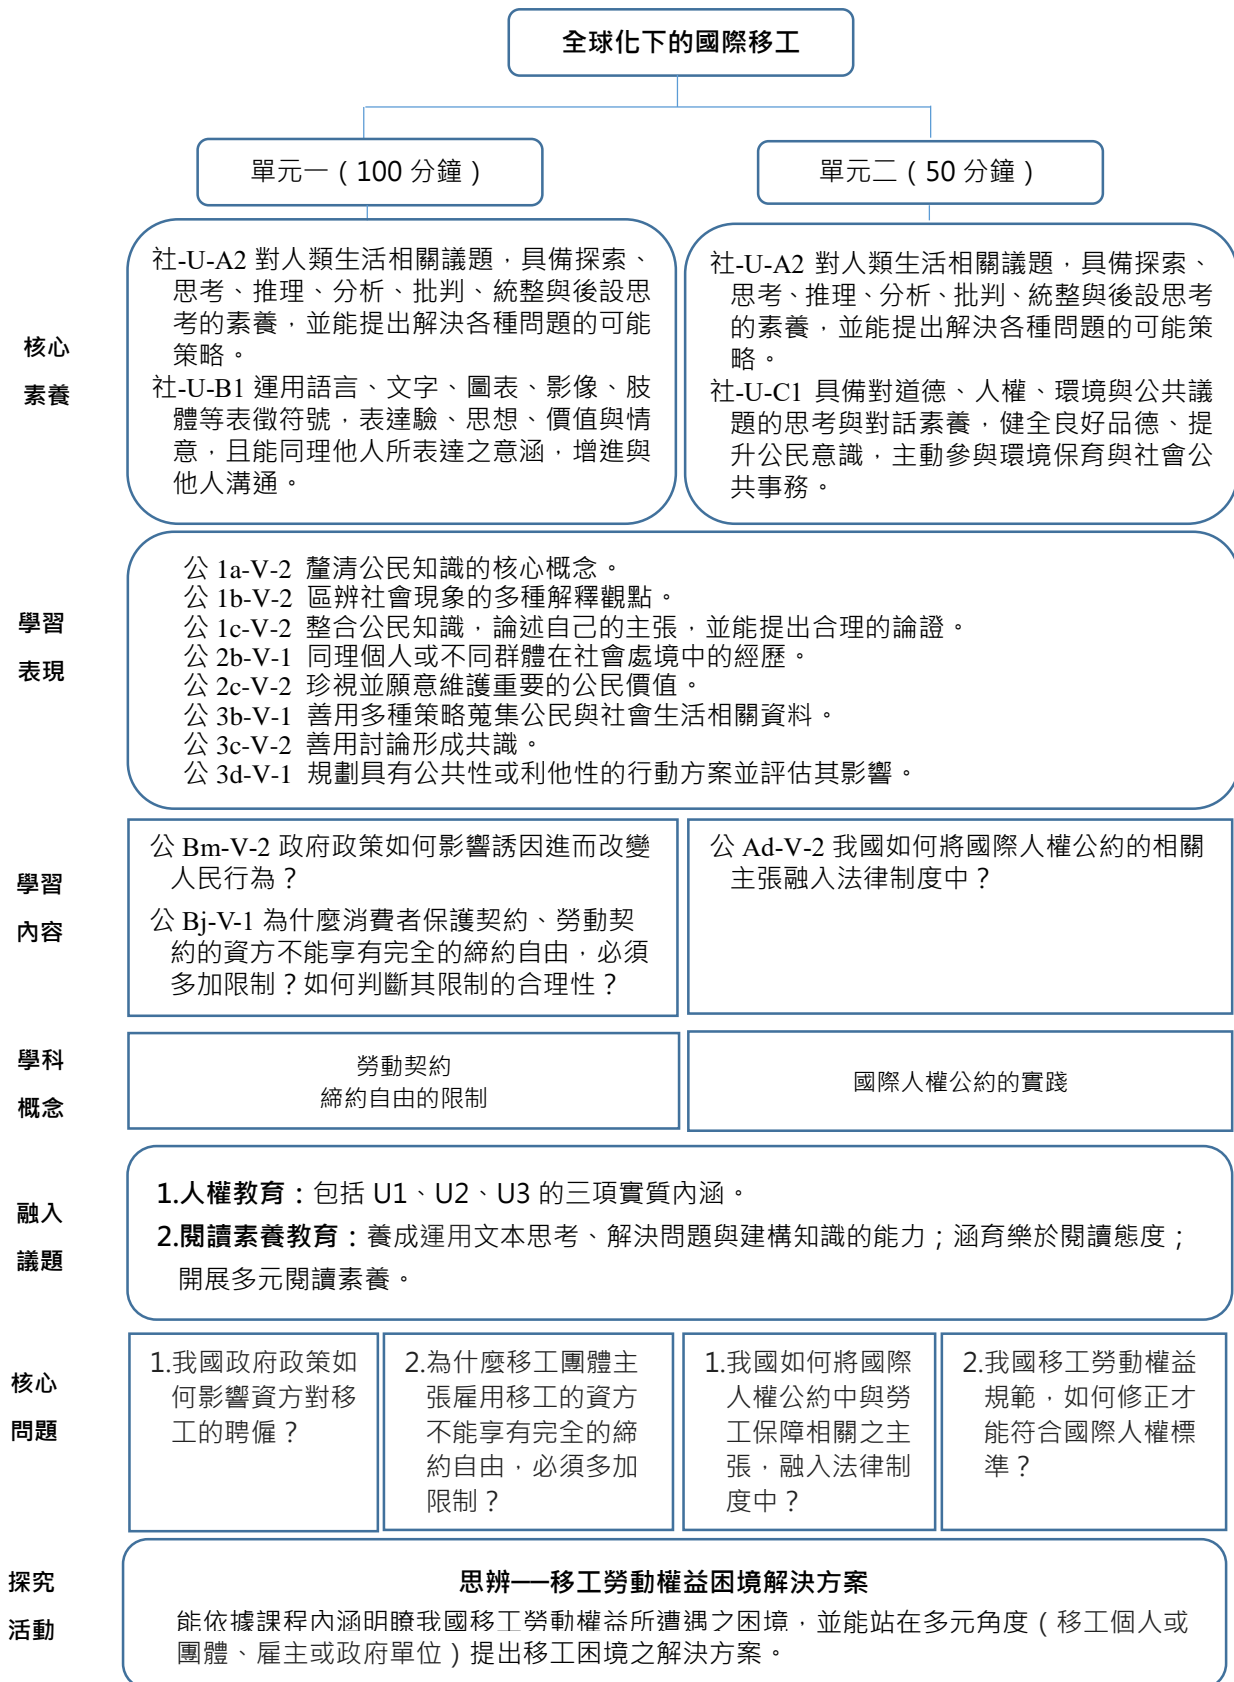 全球化下的國際移工
單元一（100 分鐘）
單元二（50 分鐘）
核心
素養
社-U-A2 對人類生活相關議題，具備探索、
思考、推理、分析、批判、統整與後設思
考的素養，並能提出解決各種問題的可能
策略。
社-U-B1 運用語言、文字、圖表、影像、肢
體等表徵符號，表達驗、思想、價值與情
意，且能同理他人所表達之意涵，增進與
他人溝通。
社-U-A2 對人類生活相關議題，具備探索、
思考、推理、分析、批判、統整與後設思考
的素養，並能提出解決各種問題的可能策
略。
社-U-C1 具備對道德、人權、環境與公共議
題的思考與對話素養，健全良好品德、提
升公民意識，主動參與環境保育與社會公
共事務。
學習
表現
公 1a-V-2 釐清公民知識的核心概念。
公 1b-V-2 區辨社會現象的多種解釋觀點。
公 1c-V-2 整合公民知識，論述自己的主張，並能提出合理的論證。
公 2b-V-1 同理個人或不同群體在社會處境中的經歷。
公 2c-V-2 珍視並願意維護重要的公民價值。
公 3b-V-1 善用多種策略蒐集公民與社會生活相關資料。
公 3c-V-2 善用討論形成共識。
公 3d-V-1 規劃具有公共性或利他性的行動方案並評估其影響。
學習
內容
公 Bm-V-2 政府政策如何影響誘因進而改變
人民行為？
公 Bj-V-1 為什麼消費者保護契約、勞動契
約的資方不能享有完全的締約自由，必須
多加限制？如何判斷其限制的合理性？
公 Ad-V-2 我國如何將國際人權公約的相關
主張融入法律制度中？
學科
概念
勞動契約
締約自由的限制
國際人權公約的實踐
融入
議題
1.人權教育：包括 U1、U2、U3 的三項實質內涵。
2.閱讀素養教育：養成運用文本思考、解決問題與建構知識的能力；涵育樂於閱讀態度；
開展多元閱讀素養。
核心
問題
1.我國政府政策如
何影響資方對移
工的聘僱？
2.為什麼移工團體主
張雇用移工的資方
不能享有完全的締
約自由，必須多加
限制？
1.我國如何將國際
人權公約中與勞
工保障相關之主
張，融入法律制
度中？
2.我國移工勞動權益
規範，如何修正才
能符合國際人權標
準？
探究
活動
思辨──移工勞動權益困境解決方案
能依據課程內涵明瞭我國移工勞動權益所遭遇之困境，並能站在多元角度（移工個人或
團體、雇主或政府單位）提出移工困境之解決方案。